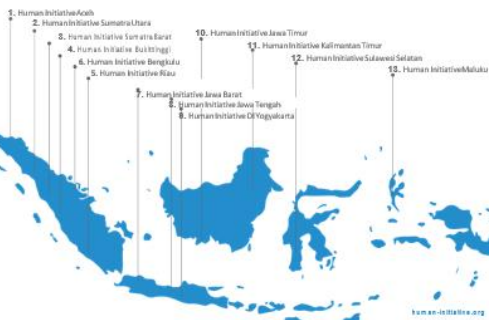 1. Human Initiative Aceh
2. Human Initiative Sumatra Utara
3. Human Initiative Sumatra Barat
4. Human Initiative Bukittinggi
6. Human Initiative Bengkulu
5. Human Initiative Riau
7. Human Initiative Jawa Barat
8. Human Initiative Jawa Tengah
9. Human Initiative DI Yogyakarta
10. Human Initiative Jawa Timur
11. Human Initiative Kalimantan Timur
12. Human Initiative Sulawesi Selatan
13. Human Initiative Maluku
human-initiative.org